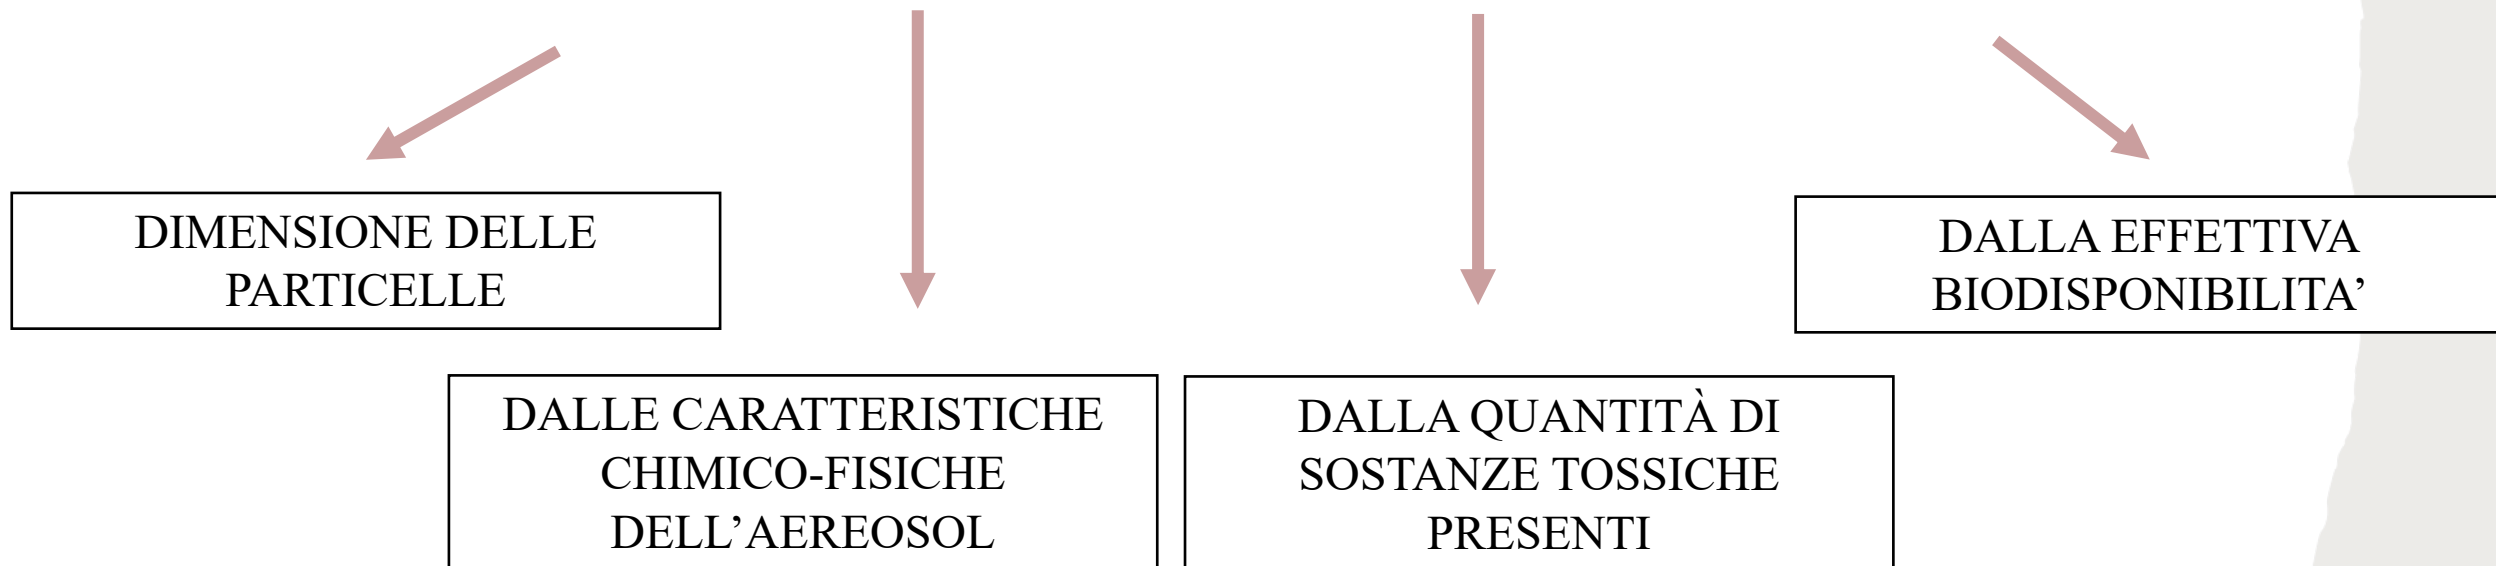 DIMENSIONE DELLE
PARTICELLE
DALLE CARATTERISTICHE
CHIMICO-FISICHE
DELL’AEREOSOL
DALLA QUANTITÀ DI
SOSTANZE TOSSICHE
PRESENTI
DALLA EFFETTIVA
BIODISPONIBILITA’